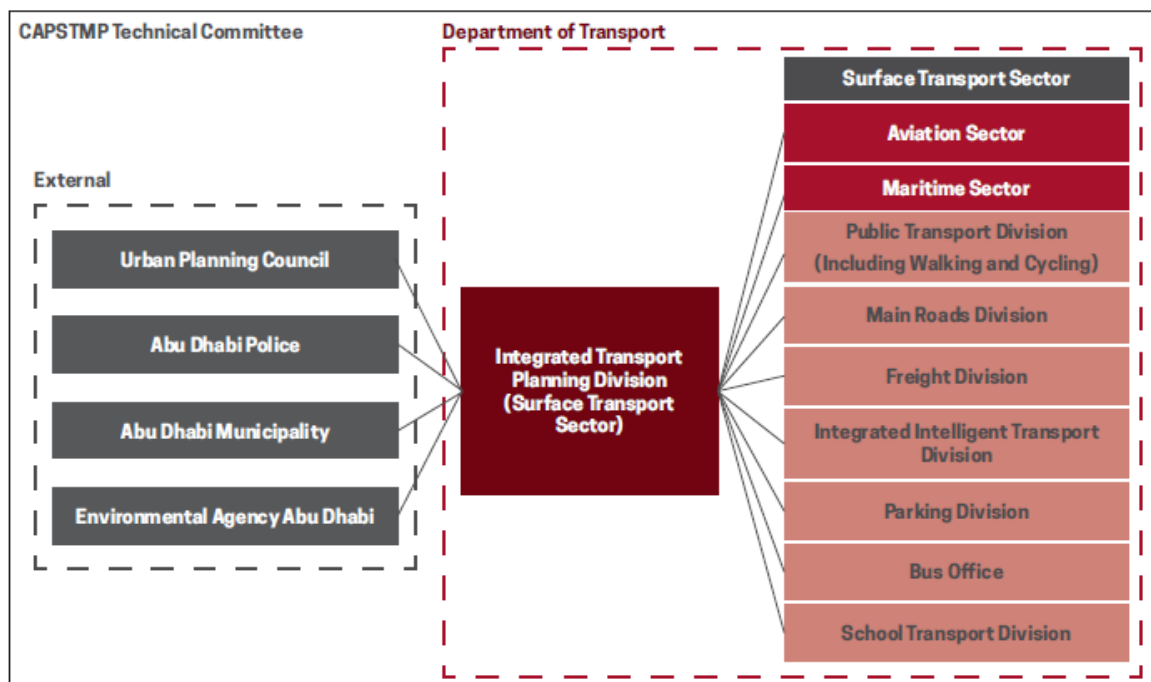 CAPSTMP Technical Committee
Department of Transport
External
Urban Planning Council
Abu Dhabi Police
Abu Dhabi Municipality
Environmental Agency Abu Dhabi
Integrated Transport
Planning Division
(Surface Transport
Sector)
Surface Transport Sector
Aviation Sector
Maritime Sector
Public Transport Division
(Including Walking and Cycling)
Main Roads Division
Freight Division
Integrated Intelligent Transport
Division
Parking Division
Bus Office
School Transport Division